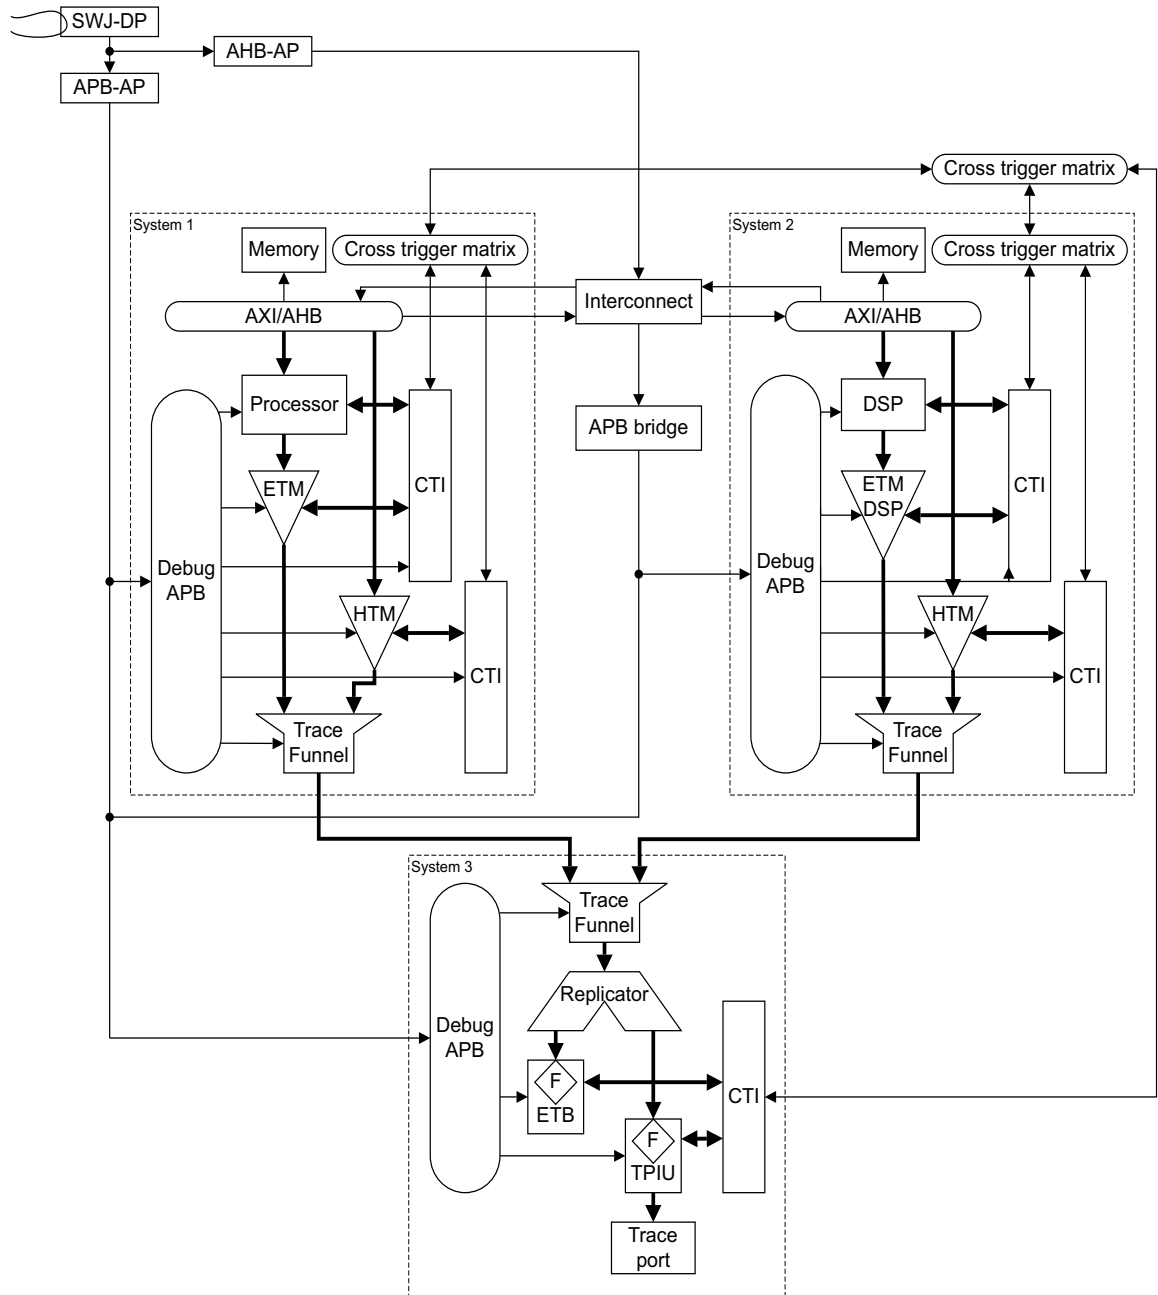 SWJ-DP
AHB-AP
APB-AP
Cross trigger matrix
System 1
System 2
Memory
Cross trigger matrix
Memory
Cross trigger matrix
Interconnect
AXI/AHB
AXI/AHB
Processor
DSP
APB bridge
ETM
CTI
ETM
DSP
CTI
Debug
APB
Debug
APB
HTM
HTM
CTI
CTI
Trace
Funnel
Trace
Funnel
System 3
Trace
Funnel
Replicator
Debug
APB
F
ETB
CTI
F
TPIU
Trace
port